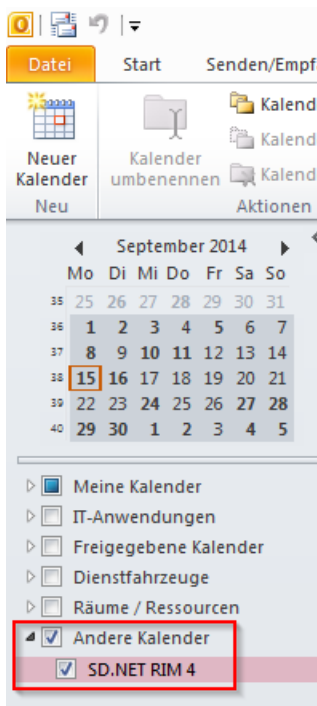 Datei Start Senden/Empf
Neuer Kalender
Kalender umbenennen
Kalend
Kalend
Kalend
Neu Aktionen
September 2014
Mo Di Mi Do Fr Sa So
35 25 26 27 28 29 30 31
36 1 2 3 4 5 6 7
37 8 9 10 11 12 13 14
38 15 16 17 18 19 20 21
39 22 23 24 25 26 27 28
40 29 30 1 2 3 4 5
Meine Kalender
IT-Anwendungen
Freigegebene Kalender
Dienstfahrzeuge
Räume / Ressourcen
Andere Kalender
SD.NET RIM 4